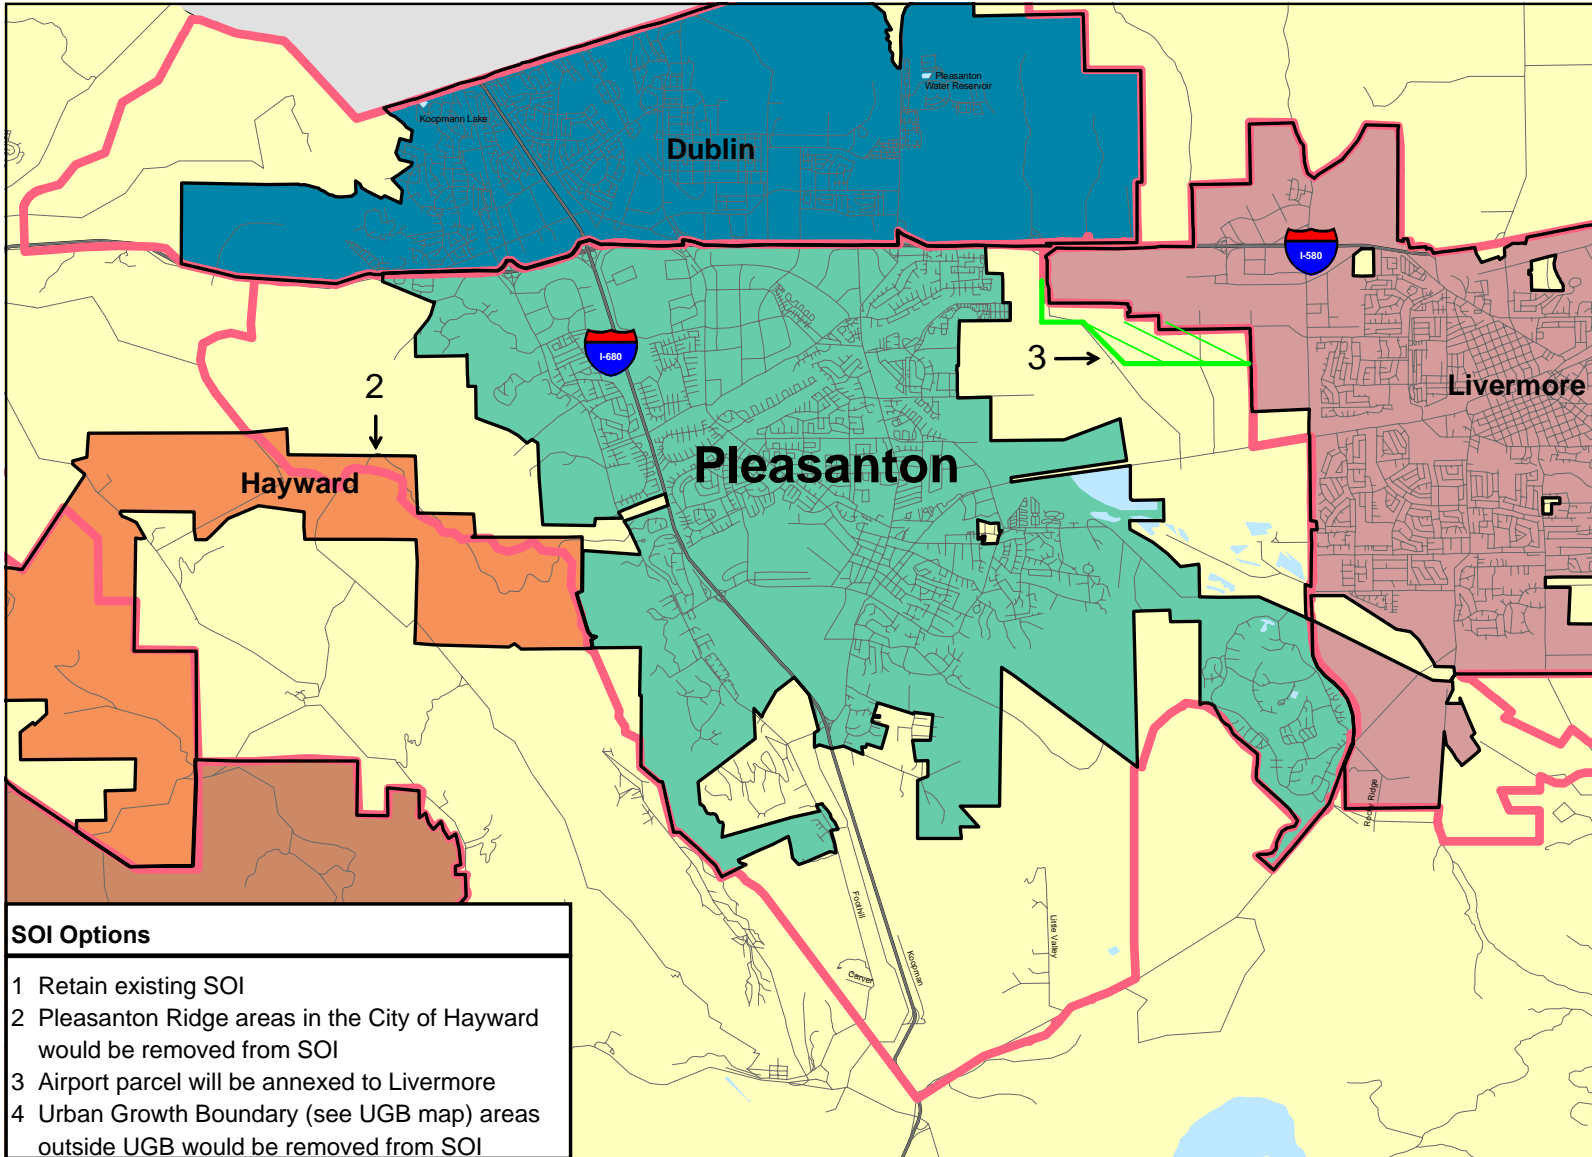 Pleasanton
Water Reservoir
Koopmann Lake
Dublin
I-580
I-680
3
2
Livermore
Pleasanton
Hayward
Rocky Ridge
Foothill
Little Valley
Koopman
Carver
SOI Options
1 Retain existing SOI
2 Pleasanton Ridge areas in the City of Hayward
would be removed from SOI
3 Airport parcel will be annexed to Livermore
4 Urban Growth Boundary (see UGB map) areas
outside UGB would be removed from SOI